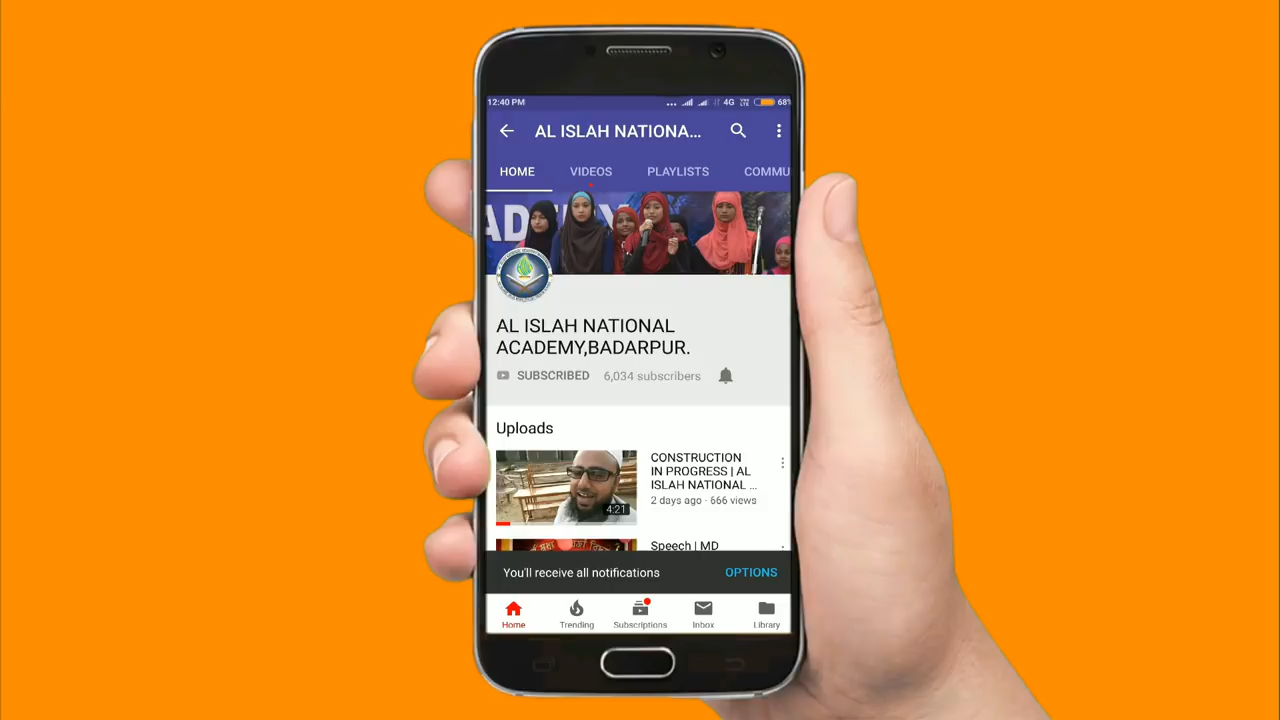 12:40 PM
4G
68%
AL ISLAH NATIONA...
HOME VIDEOS PLAYLISTS COMMU
AL ISLAH NATIONAL
ACADEMY,BADARPUR.
SUBSCRIBED 6,034 subscribers
Uploads
CONSTRUCTION
IN PROGRESS | AL
ISLAH NATIONAL ...
2 days ago · 666 views
4:21
Speech | MD
You'll receive all notifications OPTIONS
Home Trending Subscriptions Inbox Library